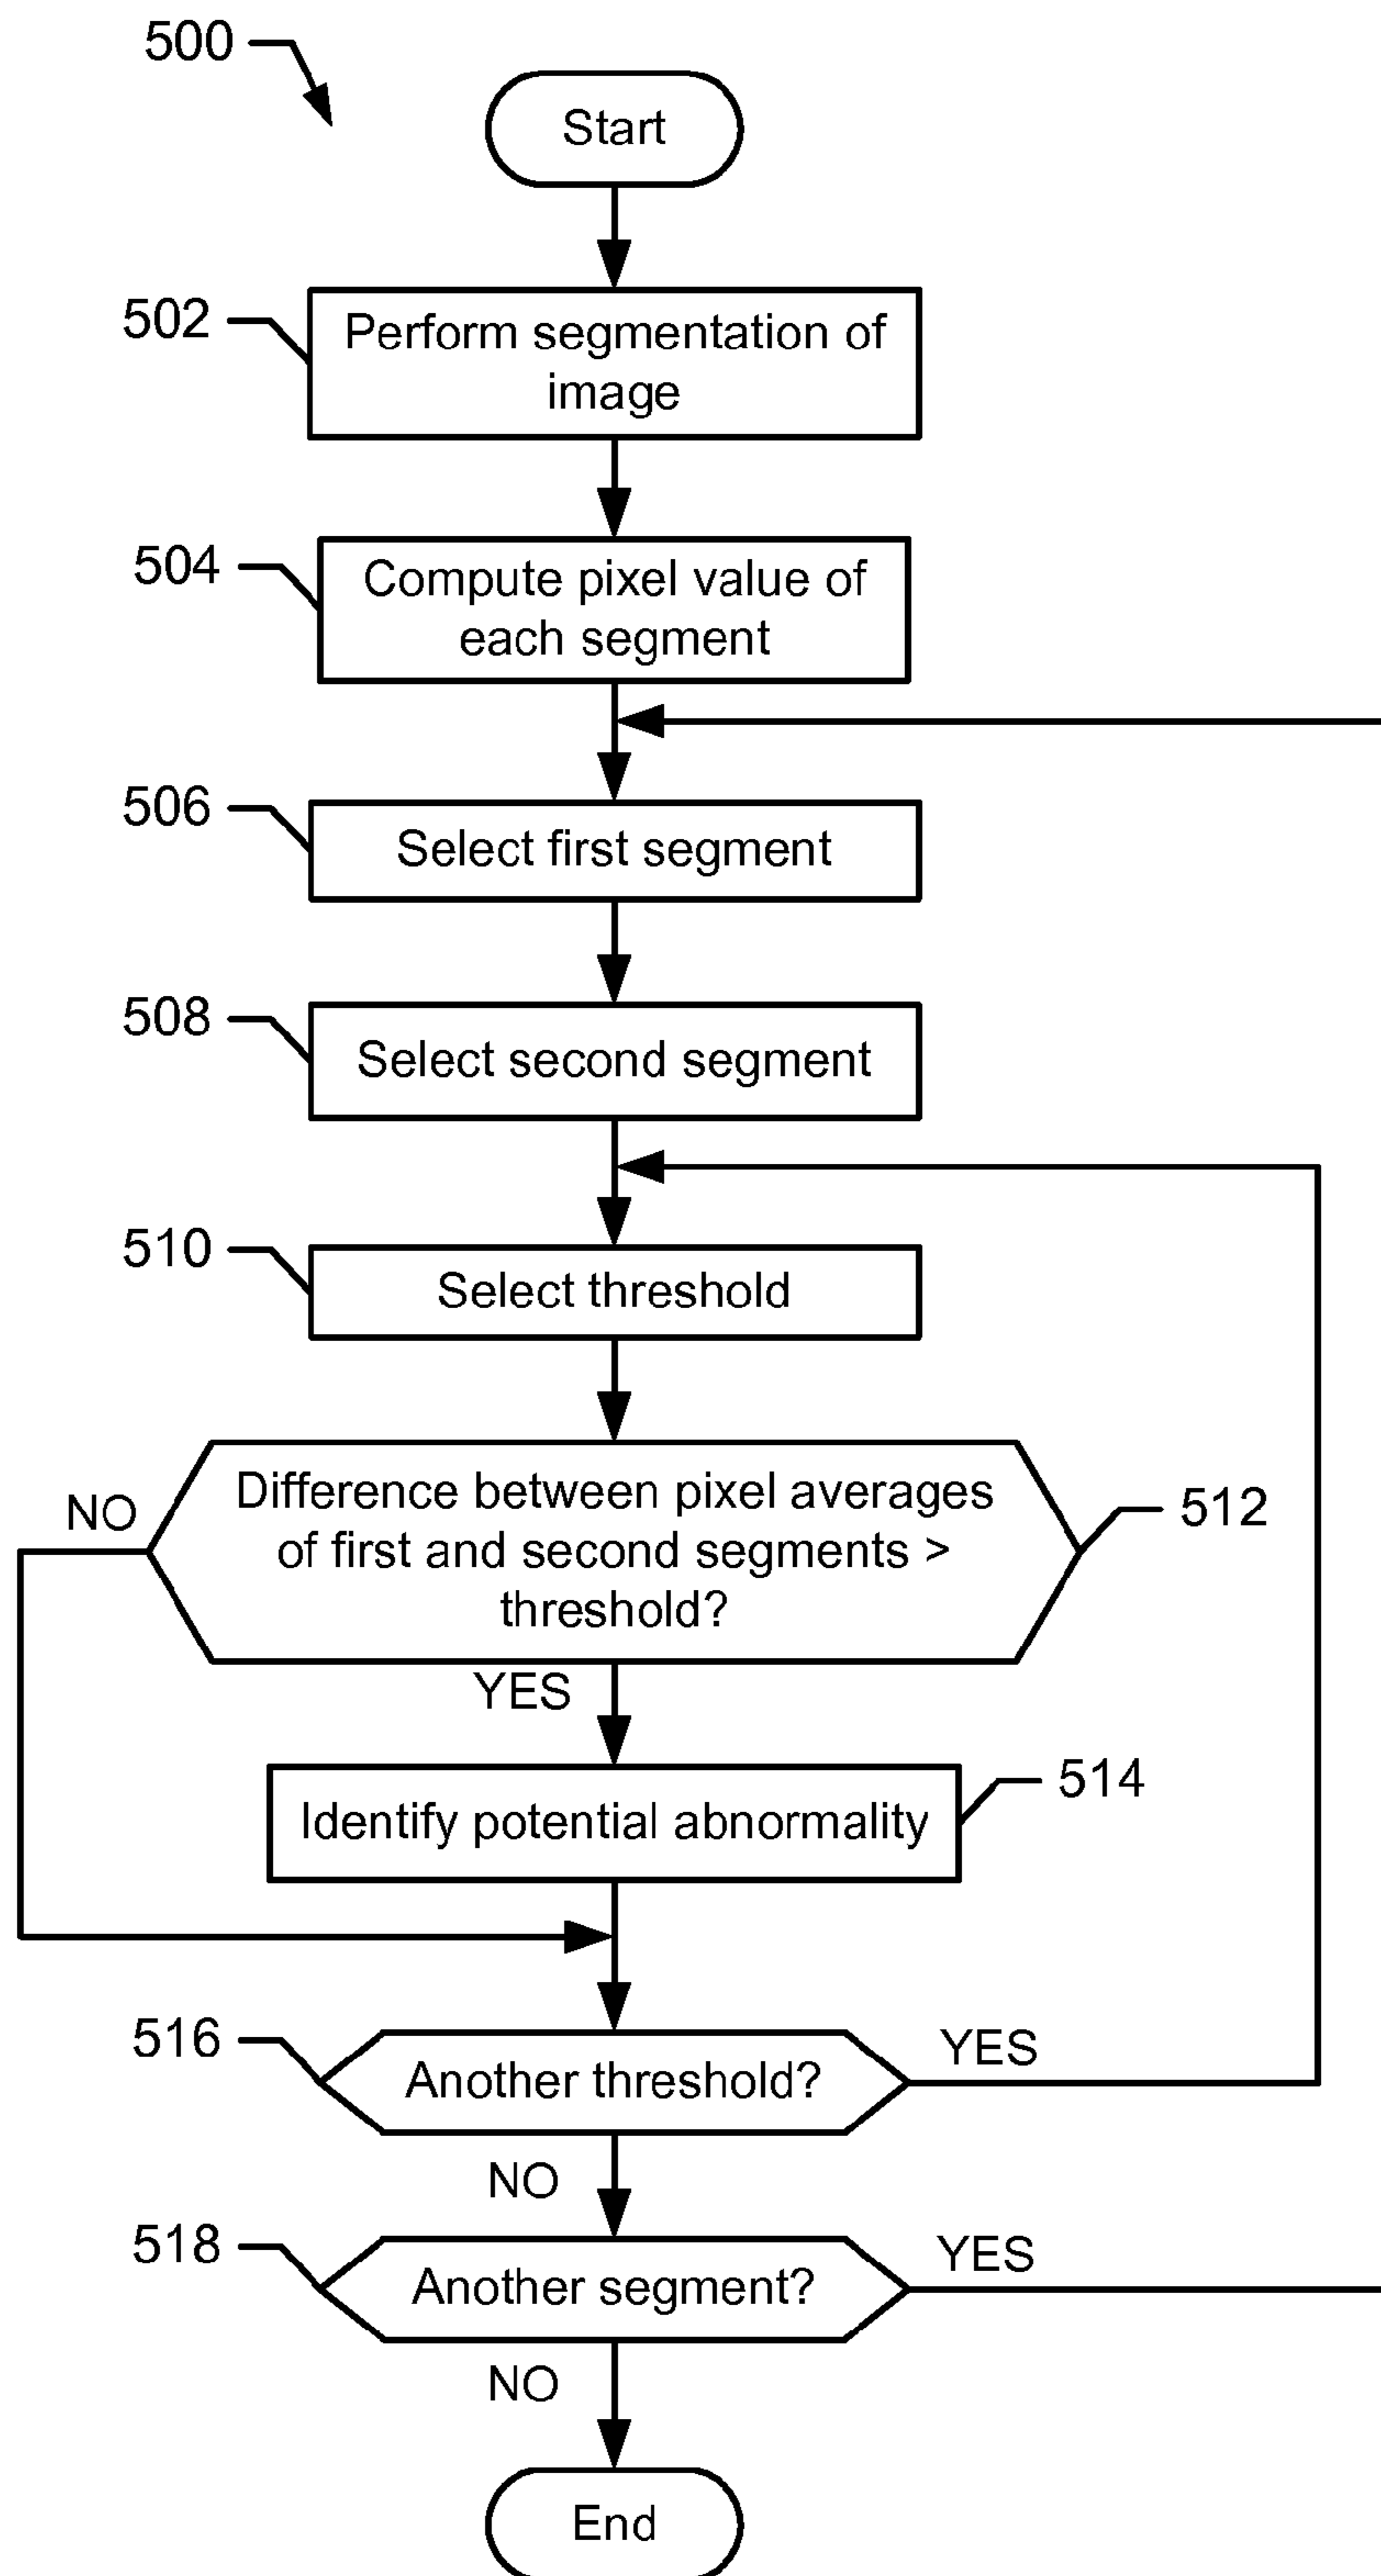 500
Start
502
Perform segmentation of
image
504
Compute pixel value of
each segment
506
Select first segment
508
Select second segment
510
Select threshold
NO
Difference between pixel averages
of first and second segments >
threshold?
512
YES
Identify potential abnormality
514
516
Another threshold?
YES
NO
518
Another segment?
YES
NO
End